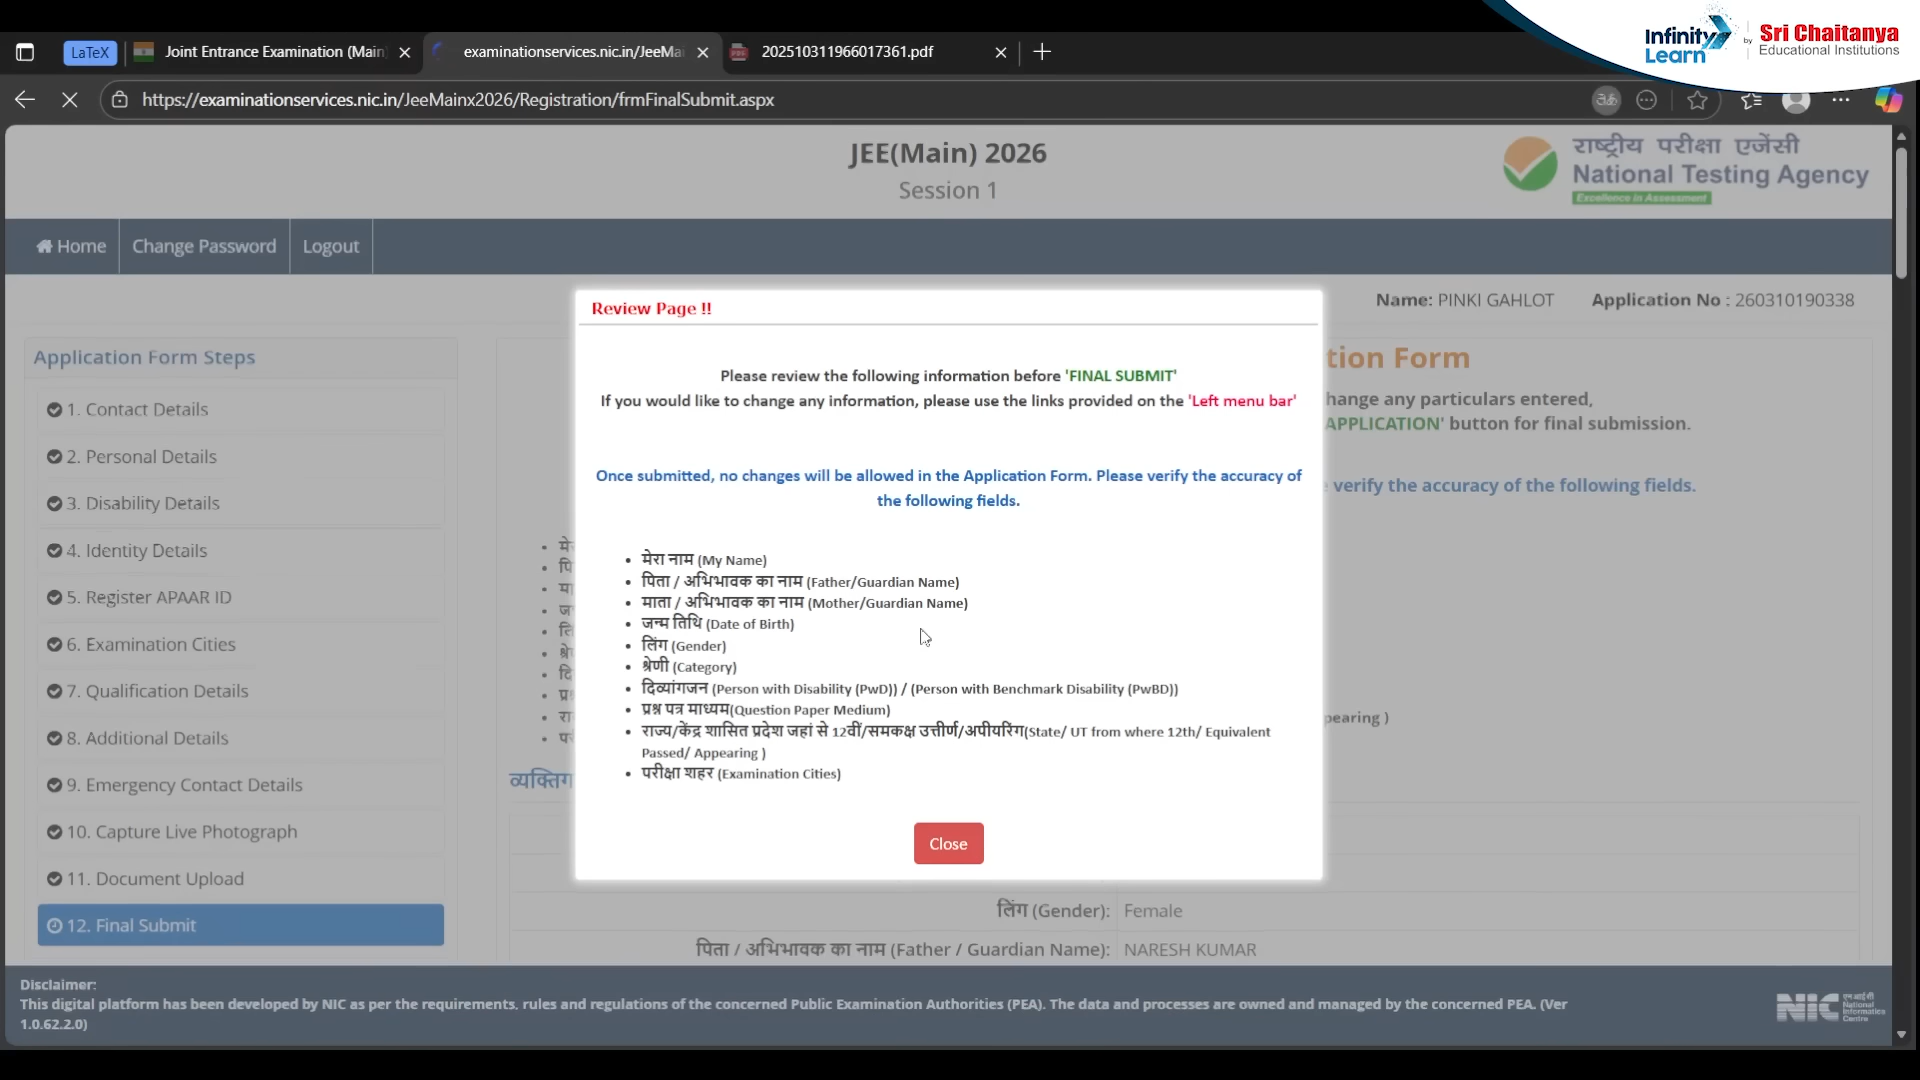 Infinity Learn by Sri Chaitanya Educational Institutions
LaTeX
Joint Entrance Examination (Main)
examinationservices.nic.in/JeeMai
202510311966017361.pdf
https://examinationservices.nic.in/JeeMainx2026/Registration/frmFinalSubmit.aspx
JEE(Main) 2026
Session 1
राष्ट्रीय परीक्षा एजेंसी
National Testing Agency
Excellence in Assessment
Home
Change Password
Logout
Name: PINKI GAHLOT
Application No : 260310190338
Application Form Steps
1. Contact Details
2. Personal Details
3. Disability Details
4. Identity Details
5. Register APAAR ID
6. Examination Cities
7. Qualification Details
8. Additional Details
9. Emergency Contact Details
10. Capture Live Photograph
11. Document Upload
12. Final Submit
Review Page !!
Please review the following information before 'FINAL SUBMIT'
If you would like to change any information, please use the links provided on the 'Left menu bar'
Once submitted, no changes will be allowed in the Application Form. Please verify the accuracy of
the following fields.
मेरा नाम (My Name)
पिता / अभिभावक का नाम (Father/Guardian Name)
माता / अभिभावक का नाम (Mother/Guardian Name)
जन्म तिथि (Date of Birth)
लिंग (Gender)
श्रेणी (Category)
दिव्यांगजन (Person with Disability (PwD)) / (Person with Benchmark Disability (PwBD))
प्रश्न पत्र माध्यम(Question Paper Medium)
राज्य/केंद्र शासित प्रदेश जहां से 12वीं/समकक्ष उत्तीर्ण/अपीयरिंग(State/ UT from where 12th/ Equivalent
Passed/ Appearing )
परीक्षा शहर (Examination Cities)
Close
tion Form
hange any particulars entered,
APPLICATION' button for final submission.
verify the accuracy of the following fields.
pearing )
व्यक्तिग
लिंग (Gender): Female
पिता / अभिभावक का नाम (Father / Guardian Name): NARESH KUMAR
Disclaimer:
This digital platform has been developed by NIC as per the requirements, rules and regulations of the concerned Public Examination Authorities (PEA). The data and processes are owned and managed by the concerned PEA. (Ver
1.0.62.2.0)
NIC एन आई सी National Informatics Centre